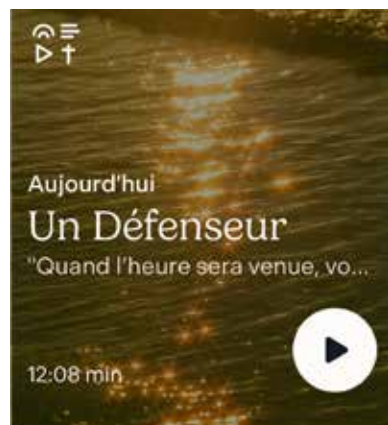 Aujourd'hui
Un Défenseur
"Quand l'heure sera venue, vo...
12:08 min